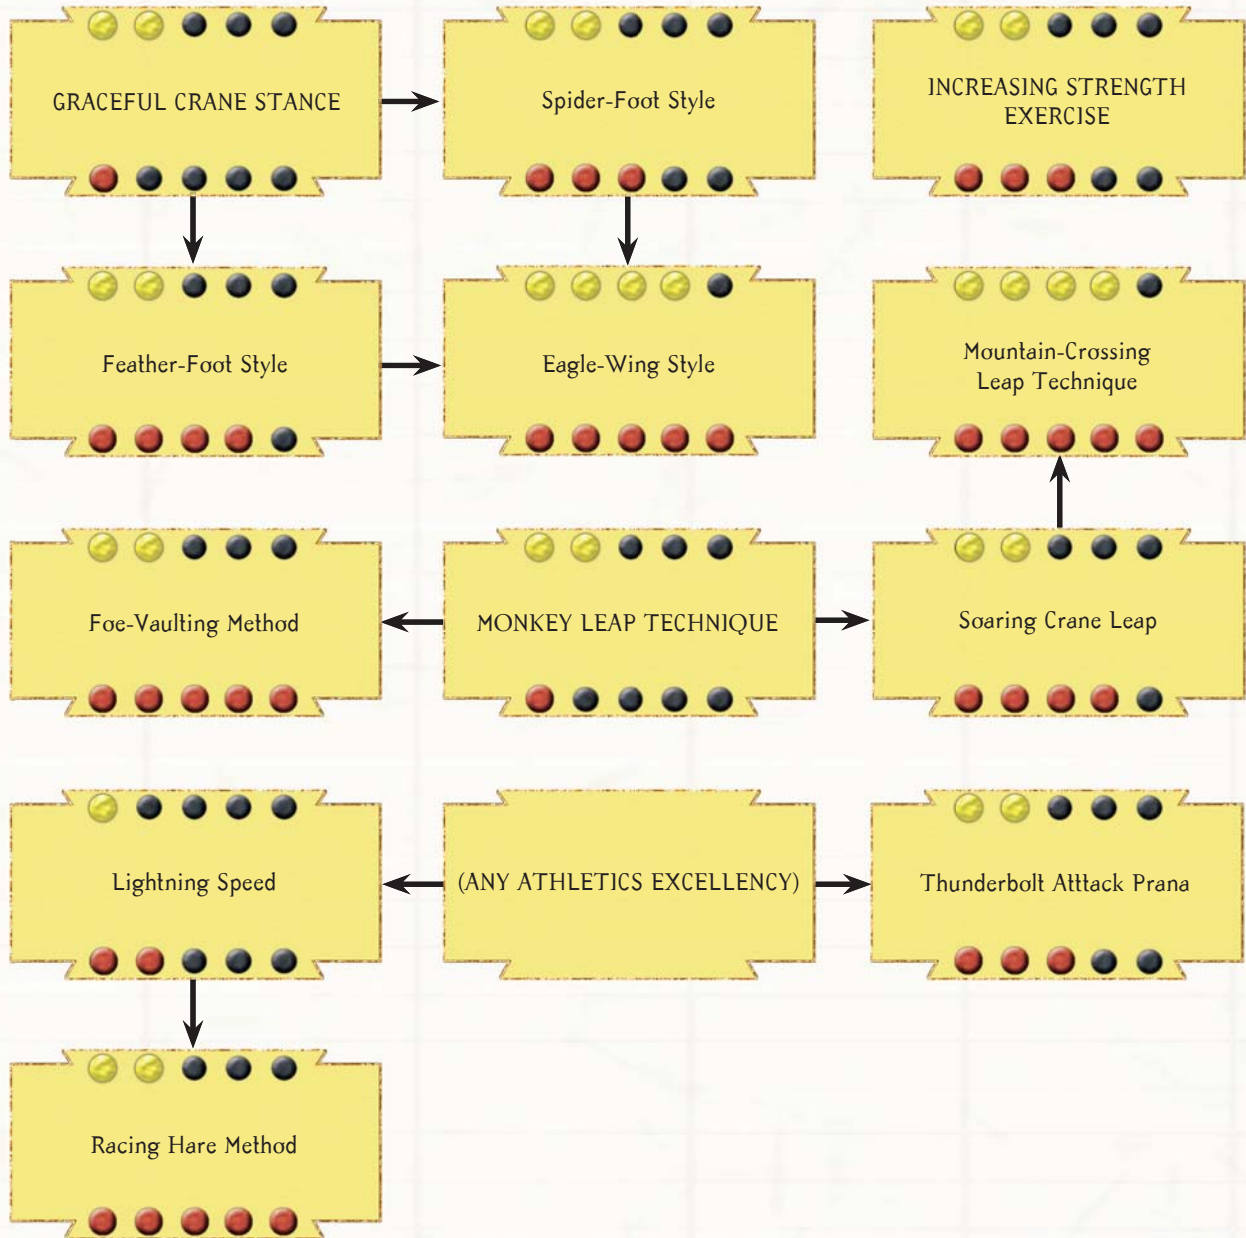 GRACEFUL CRANE STANCE
Spider-Foot Style
INCREASING STRENGTH
EXERCISE
Feather-Foot Style
Eagle-Wing Style
Mountain-Crossing
Leap Technique
Foe-Vaulting Method
MONKEY LEAP TECHNIQUE
Soaring Crane Leap
Lightning Speed
(ANY ATHLETICS EXCELLENCY)
Thunderbolt Atttack Prana
Racing Hare Method